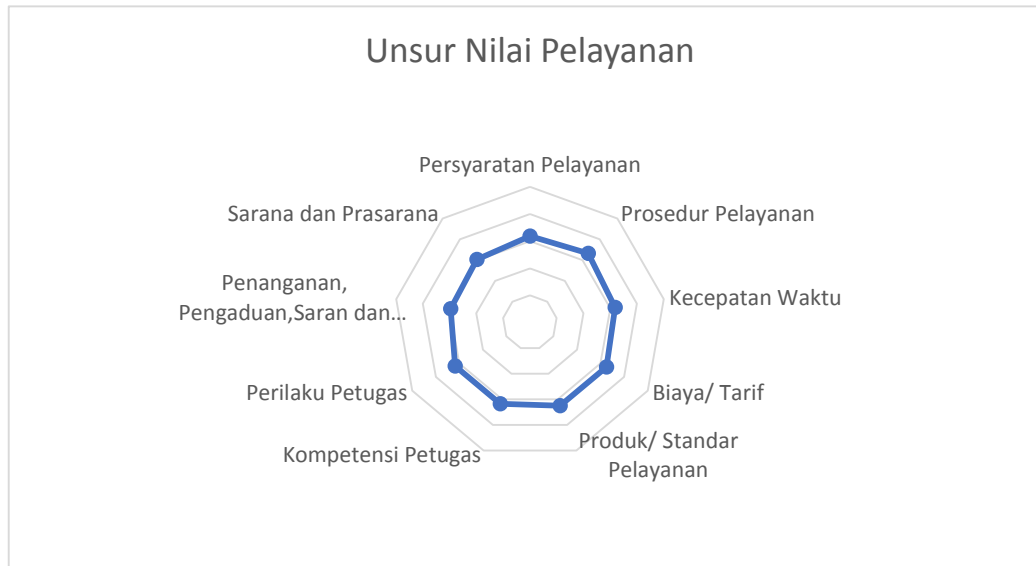 Unsur Nilai Pelayanan
Persyaratan Pelayanan
Prosedur Pelayanan
Kecepatan Waktu
Biaya/ Tarif
Produk/ Standar
Pelayanan
Kompetensi Petugas
Perilaku Petugas
Penanganan,
Pengaduan,Saran dan...
Sarana dan Prasarana